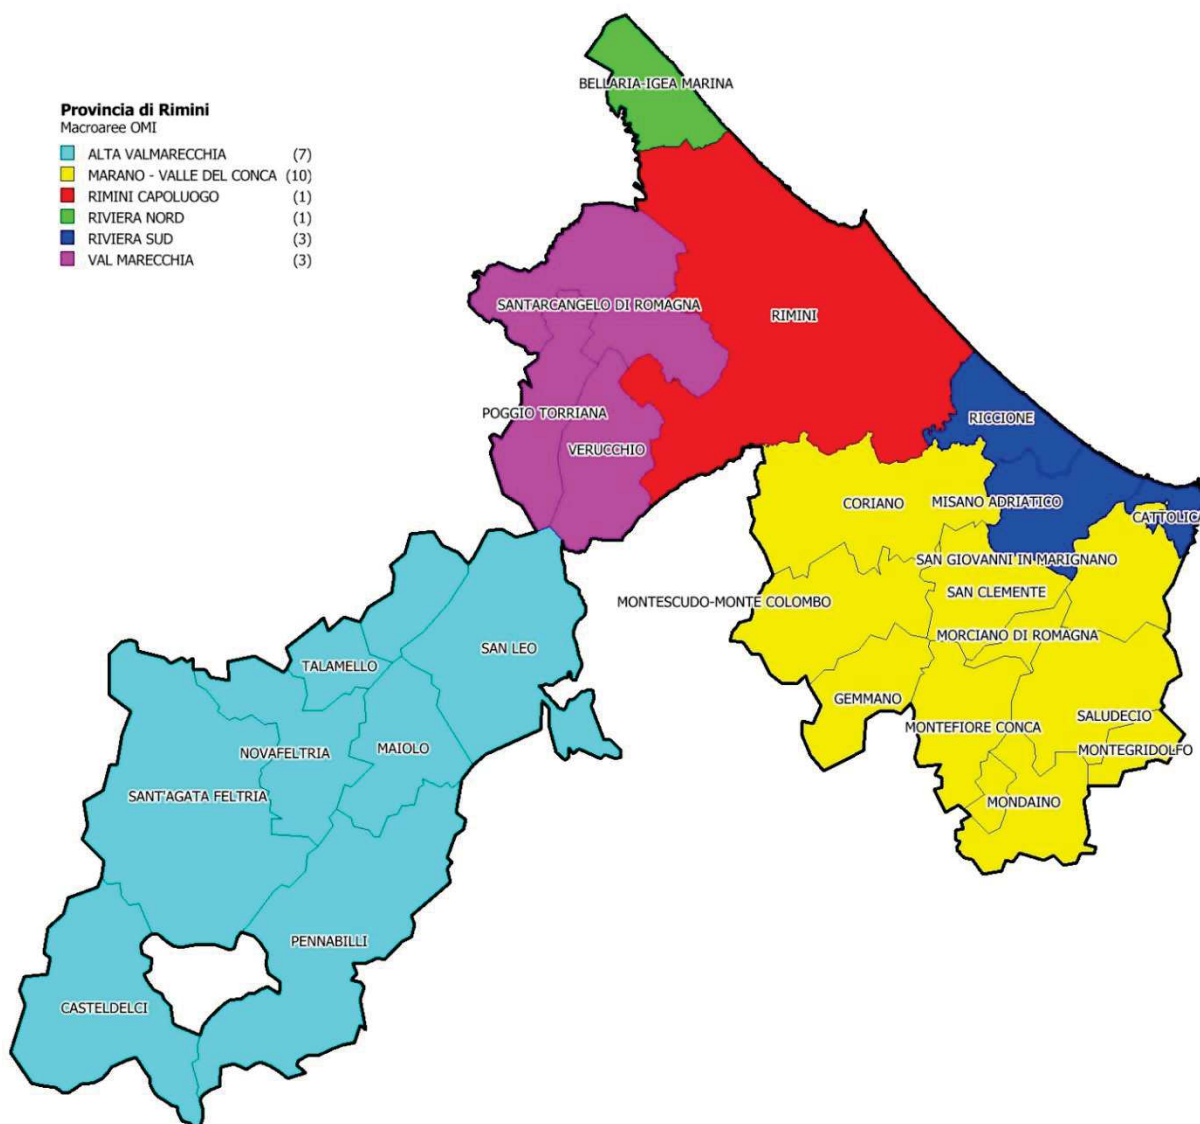 Provincia di Rimini
Macroaree OMI
ALTA VALMARECCHIA (7)
MARANO - VALLE DEL CONCA (10)
RIMINI CAPOLUOGO (1)
RIVIERA NORD (1)
RIVIERA SUD (3)
VAL MARECCHIA (3)
BELLARIA-IGEA MARINA
SANTARCANGELO DI ROMAGNA
RIMINI
POGGIO TORRIANA
RICCIONE
VERUCCHIO
CORIANO
MISANO ADRIATICO
CATTOLIC
SAN GIOVANNI IN MARIGNANO
SAN CLEMENTE
MONTESCUDO-MONTE COLOMBO
MORCIANO DI ROMAGNA
SAN LEO
TALAMELLO
GEMMANO
SALUDECIO
MONTEFIORE CONCA
NOVAFELTRIA
MAIOLO
MONTEGRIDOLFO
SANT'AGATA FELTRIA
MONDAINO
PENNABILLI
CASTELDELCI